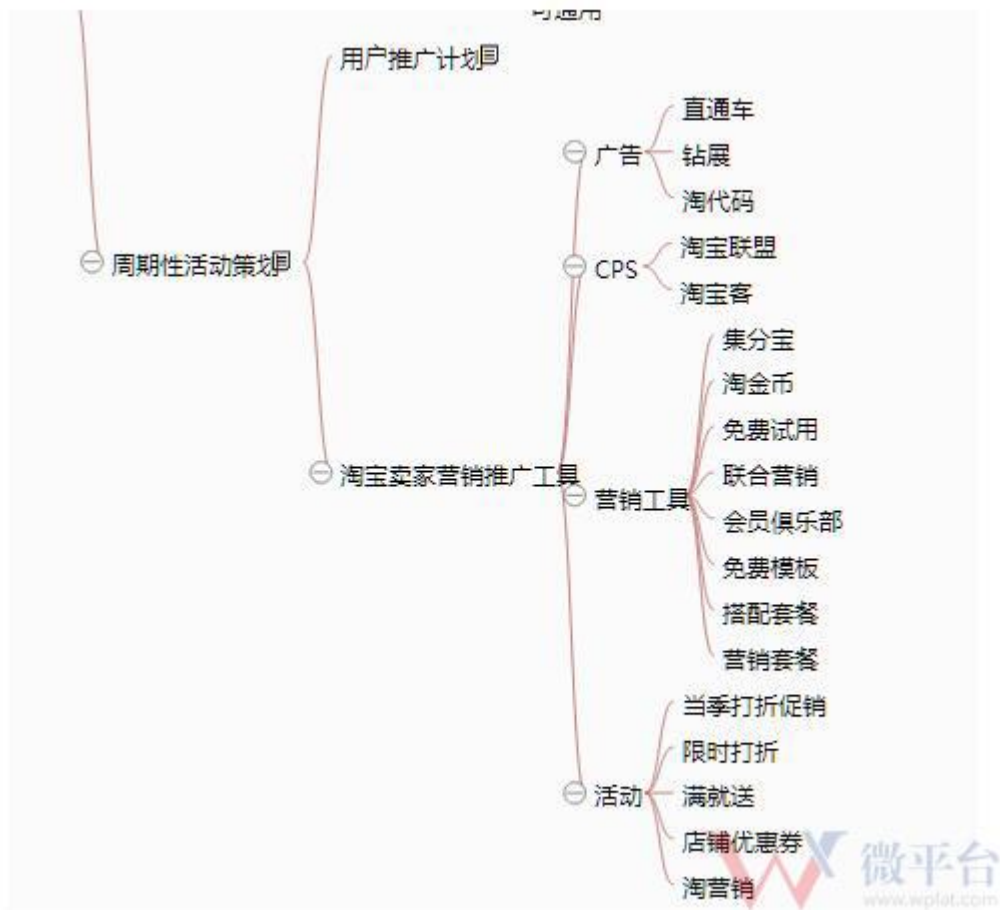 可通用
用户推广计划
直通车
广告
钻展
淘代码
淘宝联盟
周期性活动策划
CPS
淘宝客
集分宝
淘金币
免费试用
淘宝卖家营销推广工具
联合营销
营销工具
会员俱乐部
免费模板
搭配套餐
营销套餐
当季打折促销
限时打折
活动
满就送
店铺优惠券
淘营销
微平台
www.wplat.com